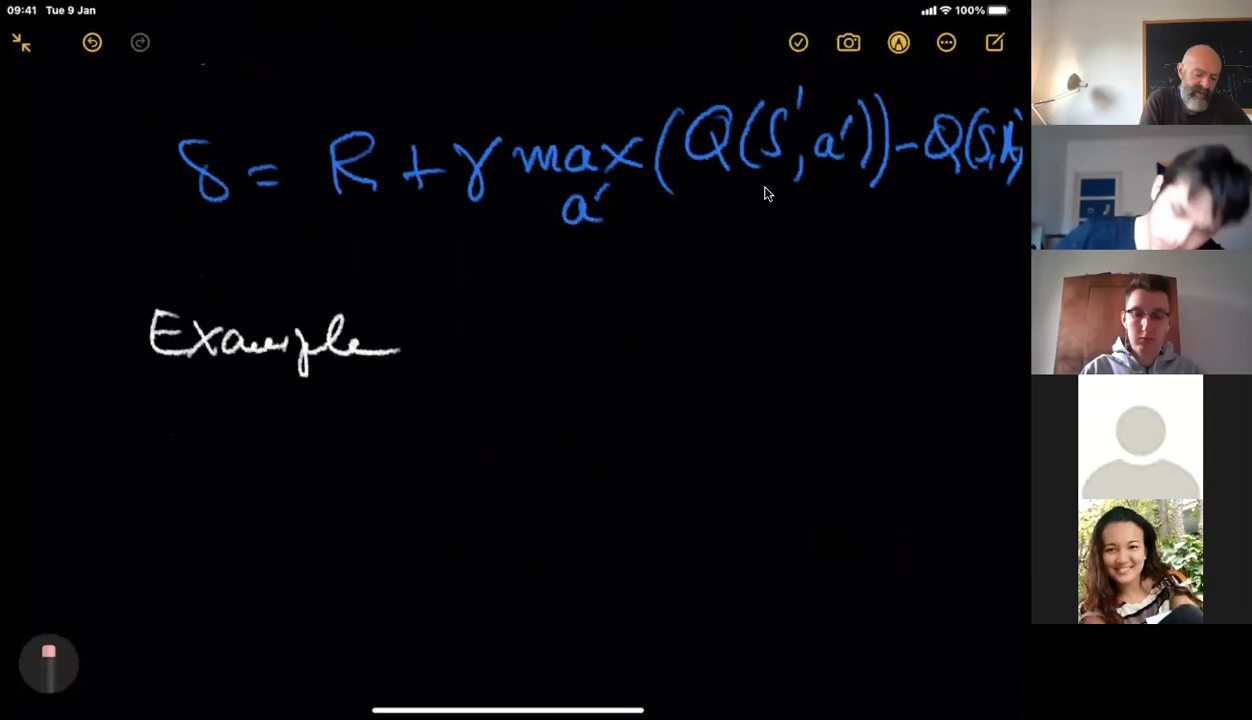 09:41 Tue 9 Jan 100%
δ = R + γ max (Q(S', a')) - Q(S, A)
a'
Example